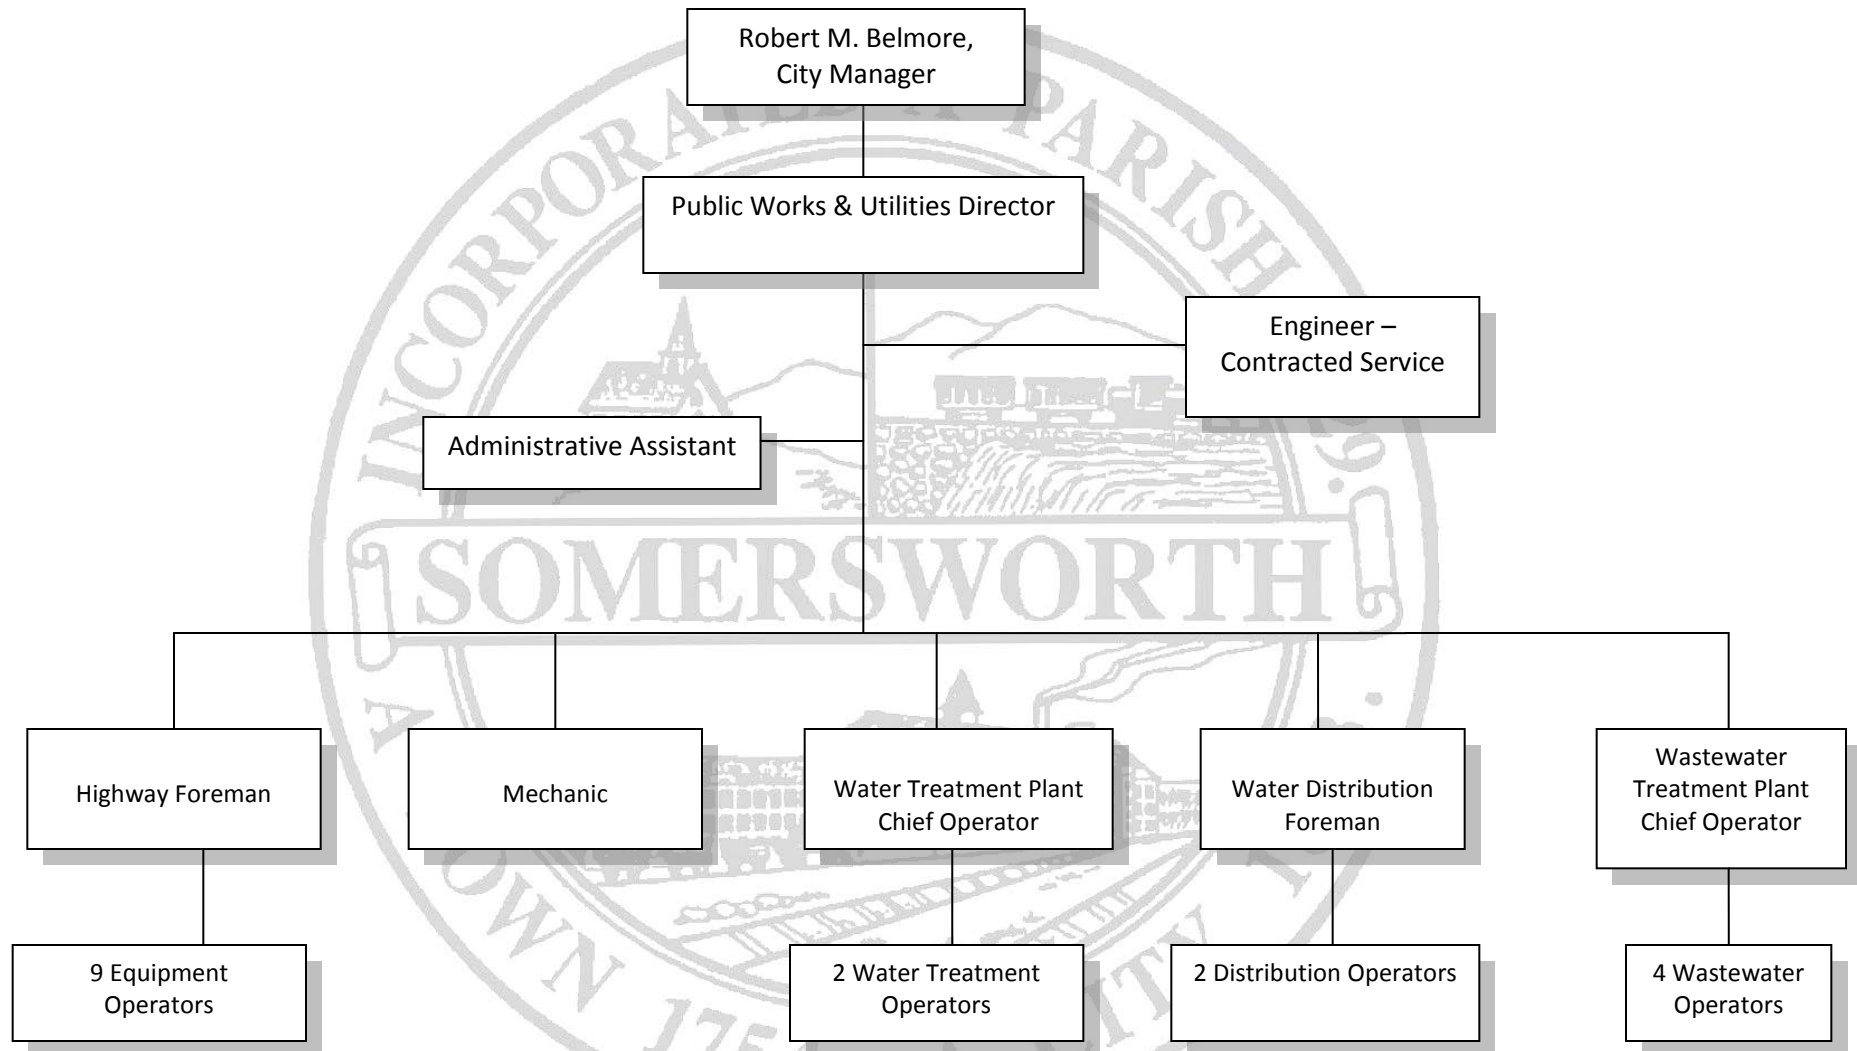 Robert M. Belmore,
City Manager
Public Works & Utilities Director
Engineer –
Contracted Service
Administrative Assistant
INCORPORATED A PARISH
SOMERSWORTH
Highway Foreman
Mechanic
Water Treatment Plant
Chief Operator
Water Distribution
Foreman
Wastewater
Treatment Plant
Chief Operator
9 Equipment
Operators
2 Water Treatment
Operators
2 Distribution Operators
4 Wastewater
Operators